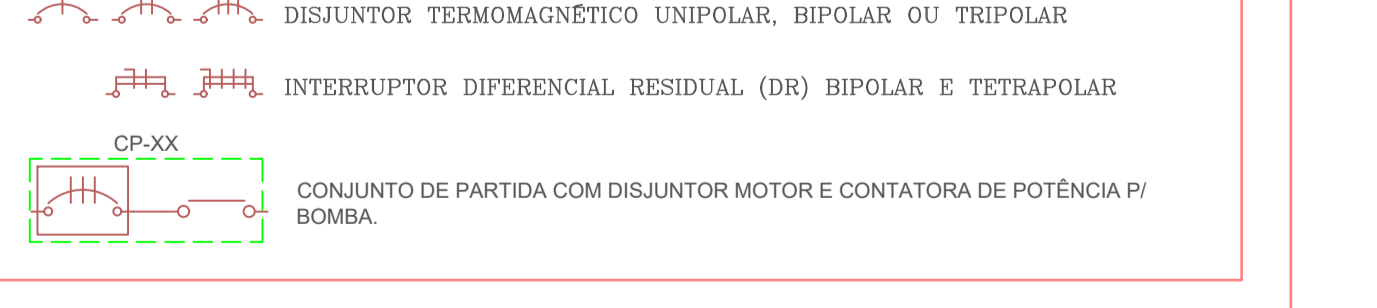 DISJUNTOR TERMOMAGNÉTICO UNIPOLAR, BIPOLAR OU TRIPOLAR
INTERRUPTOR DIFERENCIAL RESIDUAL (DR) BIPOLAR E TETRAPOLAR
CP-XX
CONJUNTO DE PARTIDA COM DISJUNTOR MOTOR E CONTATORA DE POTÊNCIA P/
BOMBA.